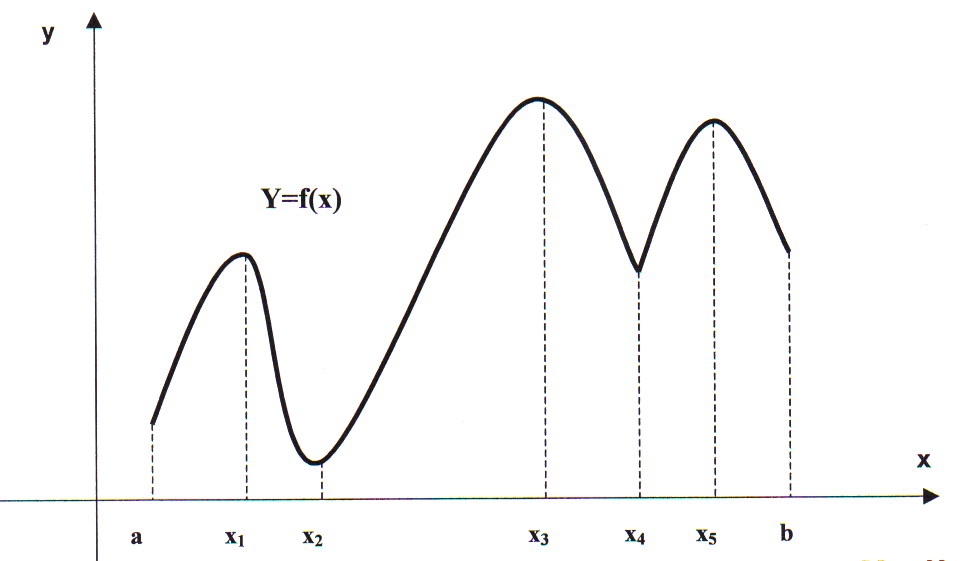 y
Y=f(x)
x
a x₁ x₂ x₃ x₄ x₅ b